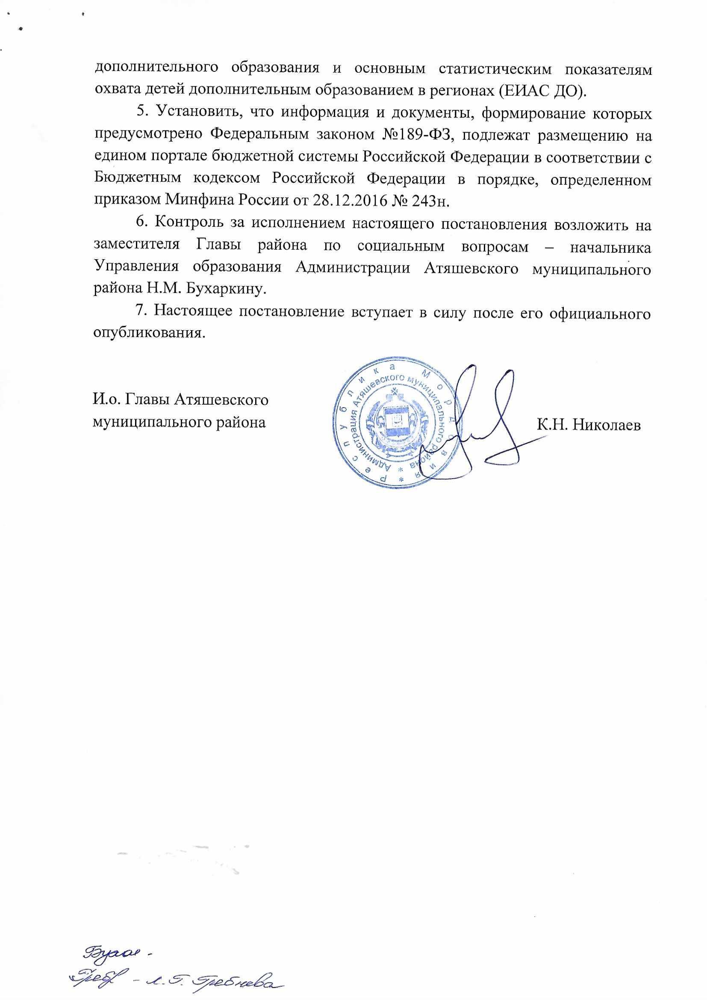 дополнительного образования и основным статистическим показателям
охвата детей дополнительным образованием в регионах (ЕИАС ДО).
5. Установить, что информация и документы, формирование которых
предусмотрено Федеральным законом №189-ФЗ, подлежат размещению на
едином портале бюджетной системы Российской Федерации в соответствии с
Бюджетным кодексом Российской Федерации в порядке, определенном
приказом Минфина России от 28.12.2016 № 243н.
6. Контроль за исполнением настоящего постановления возложить на
заместителя Главы района по социальным вопросам – начальника
Управления образования Администрации Атяшевского муниципального
района Н.М. Бухаркину.
7. Настоящее постановление вступает в силу после его официального
опубликования.
И.о. Главы Атяшевского
муниципального района
Республика Мордовия *
Администрация Атяшевского муниципального района *
К.Н. Николаев
- Л.Г. Гребнева